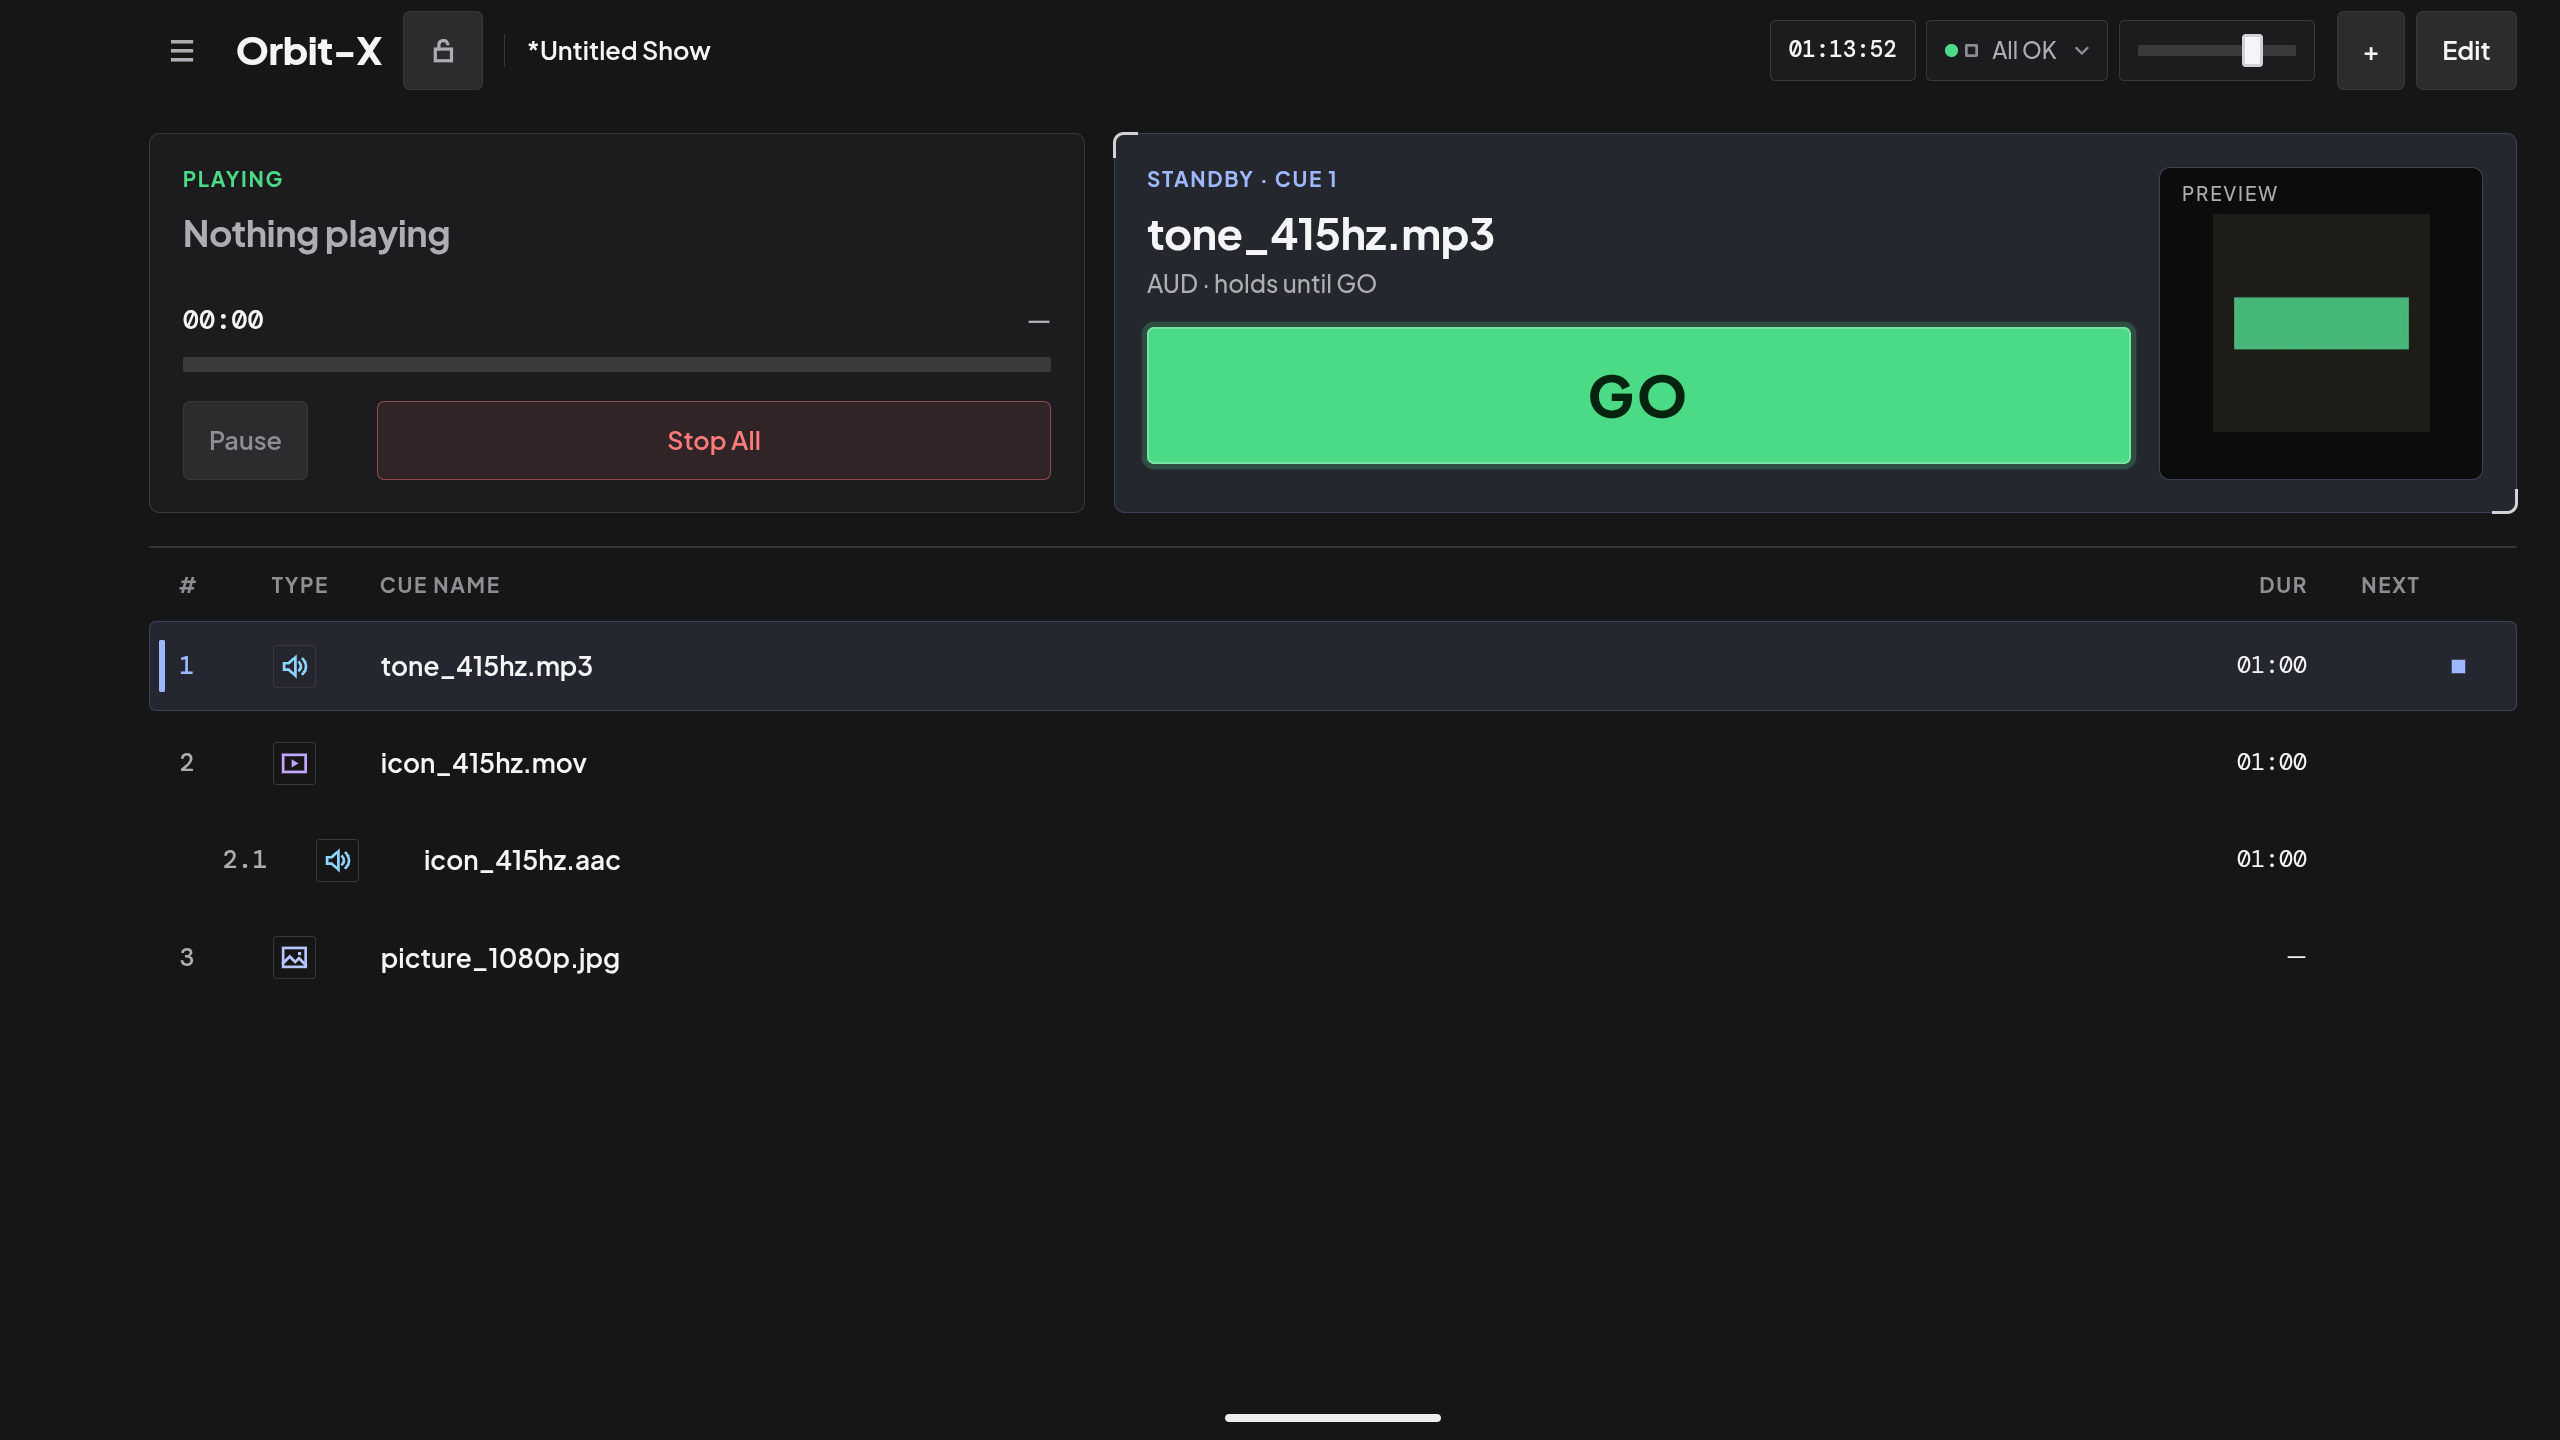 Orbit-X
*Untitled Show
01:13:52
All OK
+
Edit
PLAYING
Nothing playing
00:00
—
Pause
Stop All
STANDBY · CUE 1
tone_415hz.mp3
AUD · holds until GO
GO
PREVIEW
# TYPE CUE NAME DUR NEXT
1 tone_415hz.mp3 01:00
2 icon_415hz.mov 01:00
2.1 icon_415hz.aac 01:00
3 picture_1080p.jpg —